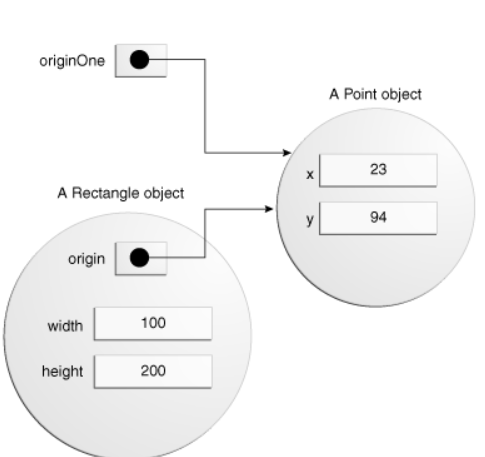 originOne
A Point object
x 23
y 94
A Rectangle object
origin
width 100
height 200